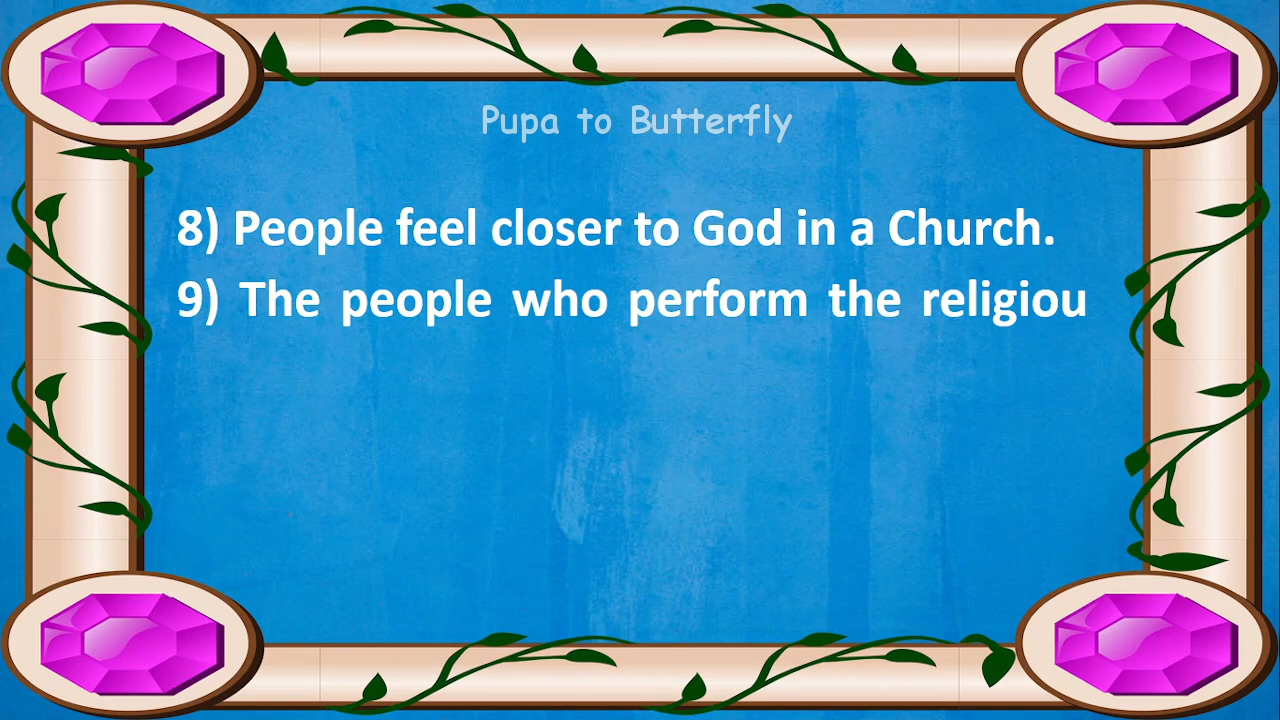 Pupa to Butterfly
8) People feel closer to God in a Church.
9) The people who perform the religiou